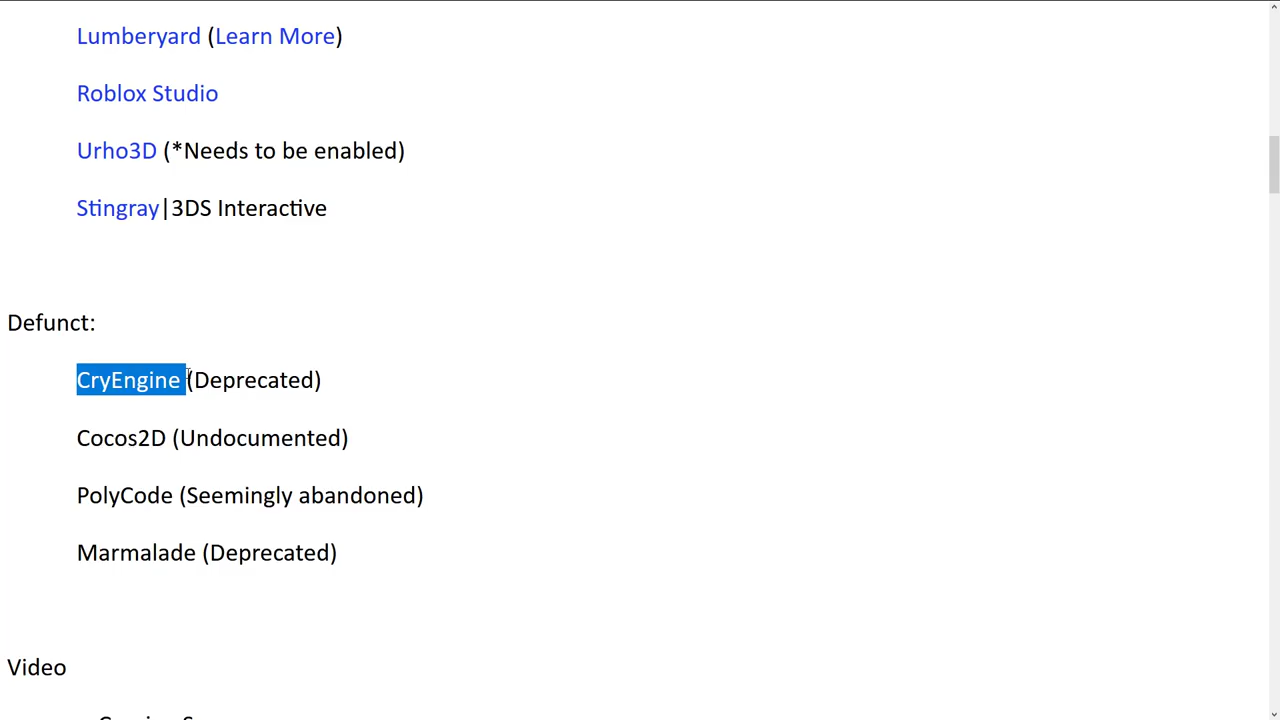 Lumberyard (Learn More)
Roblox Studio
Urho3D (*Needs to be enabled)
Stingray|3DS Interactive
Defunct:
CryEngine (Deprecated)
Cocos2D (Undocumented)
PolyCode (Seemingly abandoned)
Marmalade (Deprecated)
Video